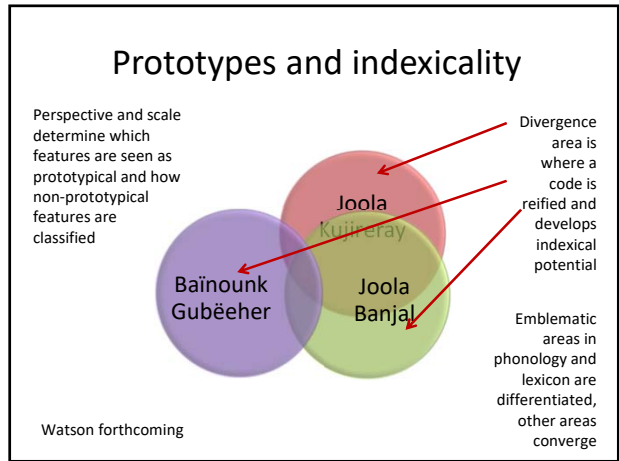 Prototypes and indexicality
Perspective and scale
determine which
features are seen as
prototypical and how
non-prototypical
features are
classified
Divergence
area is
where a
code is
reified and
develops
indexical
potential
Joola
Kujireray
Baïnounk
Gubëeher
Joola
Banjal
Emblematic
areas in
phonology and
lexicon are
differentiated,
other areas
converge
Watson forthcoming